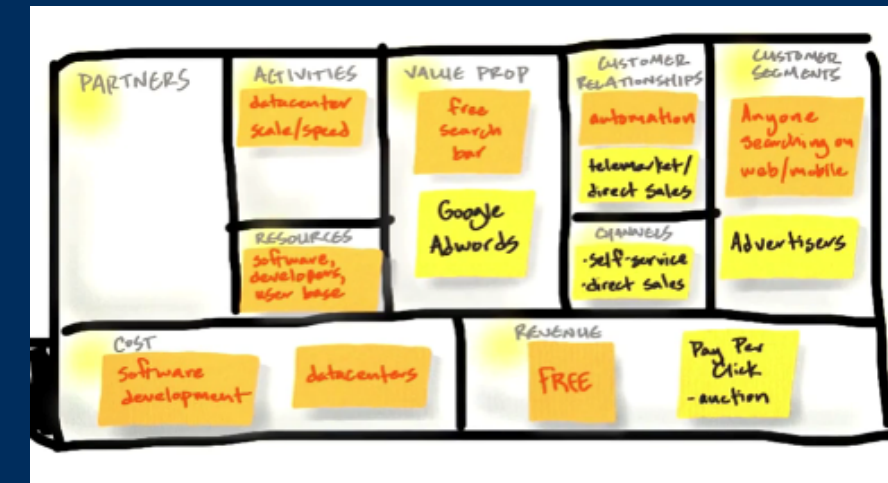 PARTNERS
ACTIVITIES
datacenter
scale/speed
RESOURCES
software,
developers,
user base
VALUE PROP
free
search
bar
Google
Adwords
CUSTOMER
RELATIONSHIPS
automation
telemarket/
direct sales
CHANNELS
-self-service
-direct sales
CUSTOMER
SEGMENTS
Anyone
searching on
web/mobile
Advertisers
COST
software
development
datacenters
REVENUE
FREE
Pay Per
Click
-auction